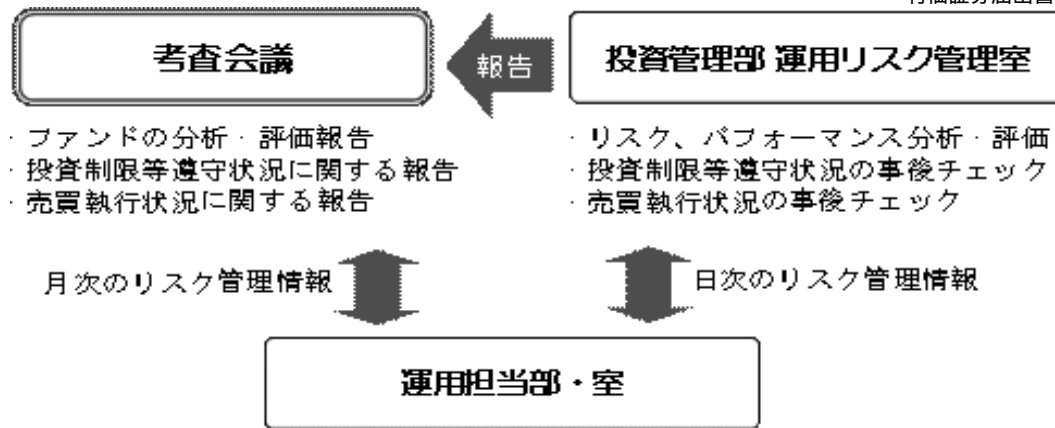 考査会議
報告
投資管理部 運用リスク管理室
・ファンドの分析・評価報告
・投資制限等遵守状況に関する報告
・売買執行状況に関する報告
・リスク、パフォーマンス分析・評価
・投資制限等遵守状況の事後チェック
・売買執行状況の事後チェック
月次のリスク管理情報
日次のリスク管理情報
運用担当部・室